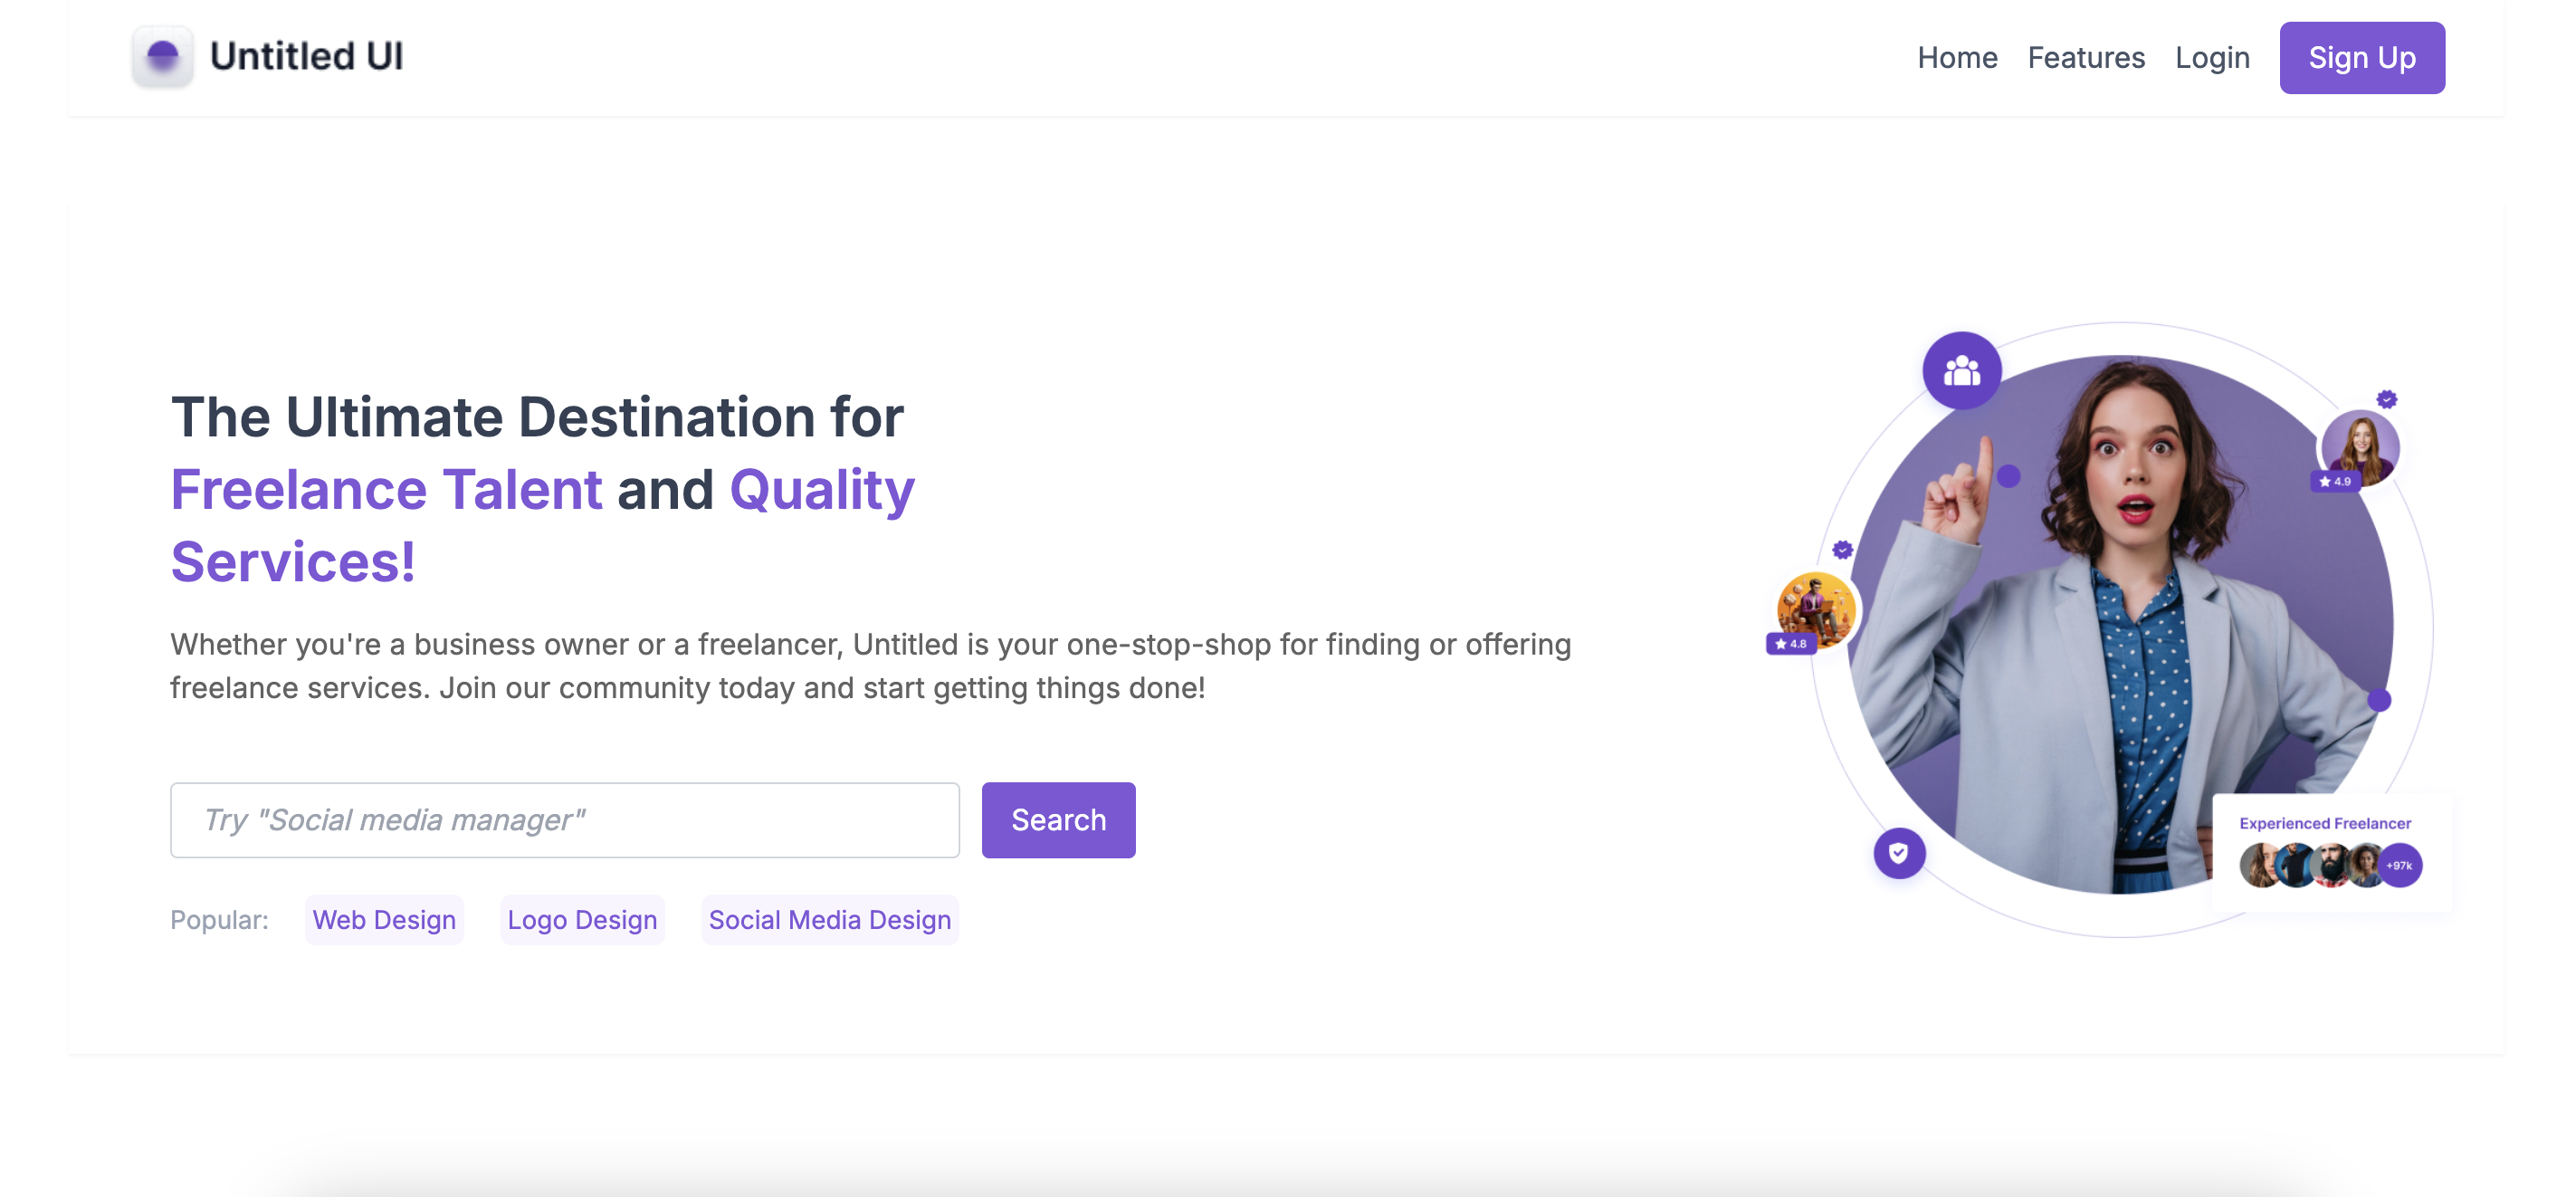 Untitled UI
Home Features Login Sign Up
The Ultimate Destination for
Freelance Talent and Quality
Services!
Whether you're a business owner or a freelancer, Untitled is your one-stop-shop for finding or offering
freelance services. Join our community today and start getting things done!
Try "Social media manager"
Search
Popular: Web Design Logo Design Social Media Design
4.9
4.8
Experienced Freelancer
+97k